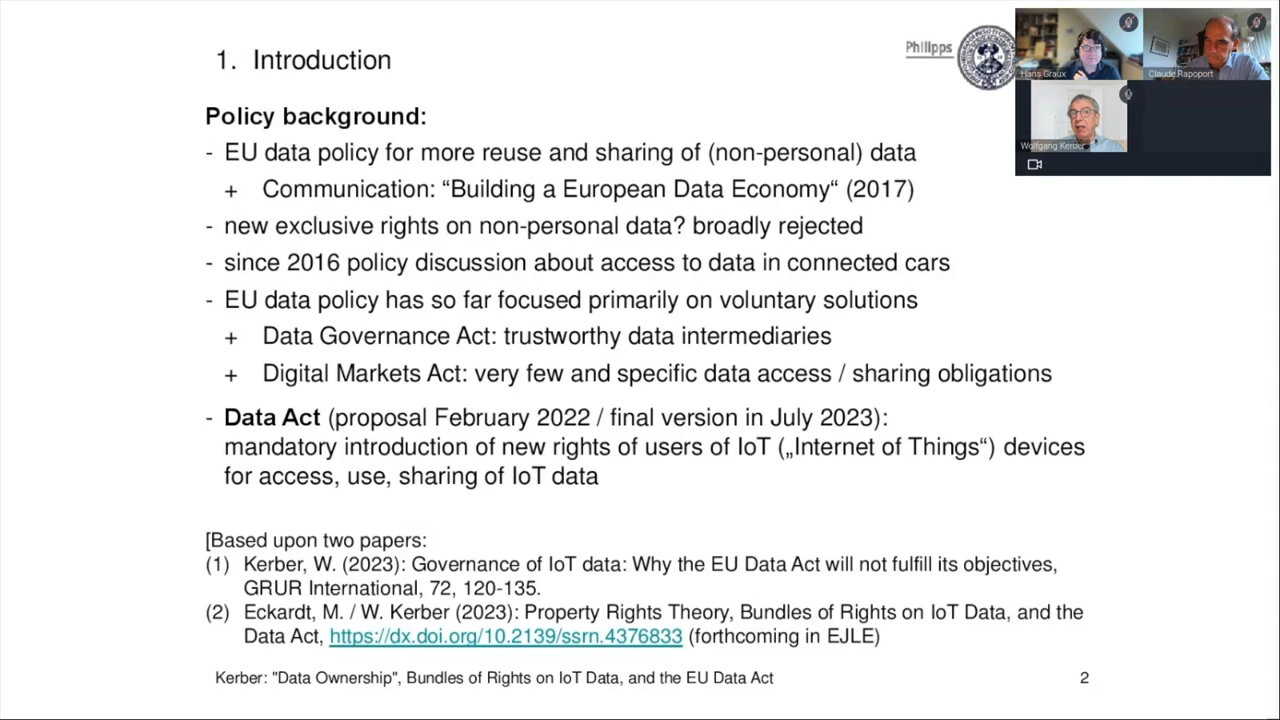 1. Introduction
Philipps
Hans Graux
Claude Rapoport
Wolfgang Kerber
Policy background:
- EU data policy for more reuse and sharing of (non-personal) data
+ Communication: “Building a European Data Economy“ (2017)
- new exclusive rights on non-personal data? broadly rejected
- since 2016 policy discussion about access to data in connected cars
- EU data policy has so far focused primarily on voluntary solutions
+ Data Governance Act: trustworthy data intermediaries
+ Digital Markets Act: very few and specific data access / sharing obligations
- Data Act (proposal February 2022 / final version in July 2023):
mandatory introduction of new rights of users of IoT („Internet of Things“) devices
for access, use, sharing of IoT data
[Based upon two papers:
(1) Kerber, W. (2023): Governance of IoT data: Why the EU Data Act will not fulfill its objectives,
GRUR International, 72, 120-135.
(2) Eckardt, M. / W. Kerber (2023): Property Rights Theory, Bundles of Rights on IoT Data, and the
Data Act, https://dx.doi.org/10.2139/ssrn.4376833 (forthcoming in EJLE)
Kerber: "Data Ownership", Bundles of Rights on IoT Data, and the EU Data Act
2